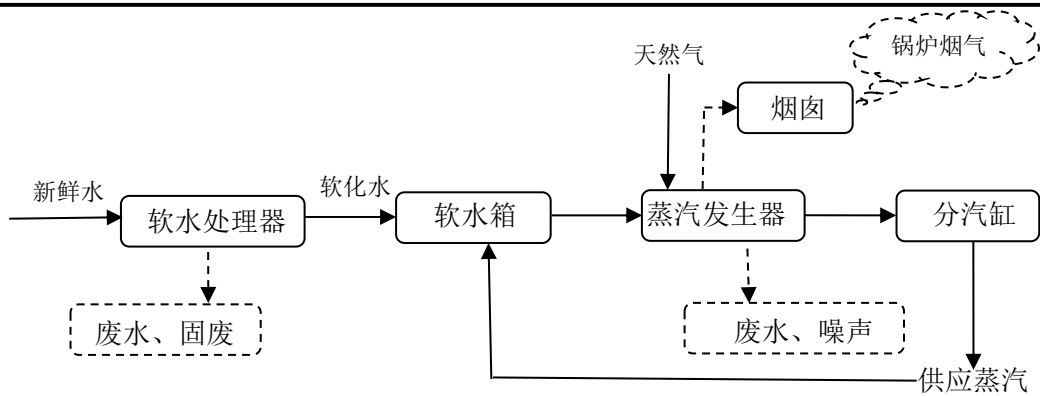 锅炉烟气
天然气
烟囱
新鲜水
软化水
软水处理器
软水箱
蒸汽发生器
分汽缸
废水、固废
废水、噪声
供应蒸汽